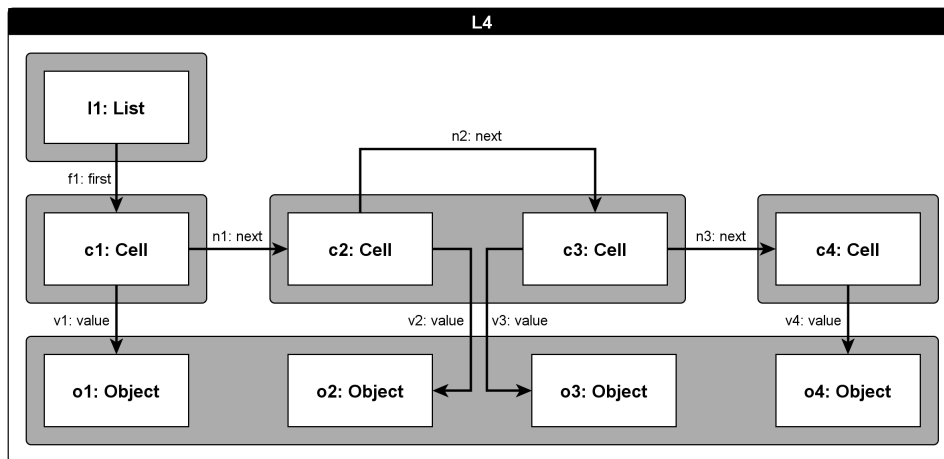 L4
l1: List
n2: next
f1: first
c1: Cell
n1: next
c2: Cell
c3: Cell
n3: next
c4: Cell
v1: value
v2: value
v3: value
v4: value
o1: Object
o2: Object
o3: Object
o4: Object